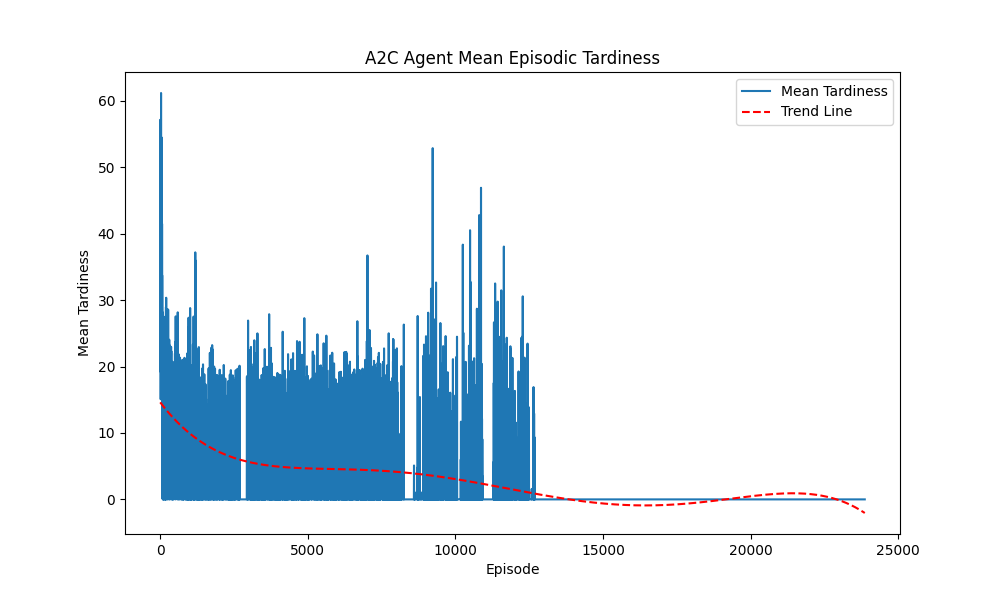 A2C Agent Mean Episodic Tardiness
Mean Tardiness
Trend Line
60
50
40
30
20
10
0
Mean Tardiness
0 5000 10000 15000 20000 25000
Episode